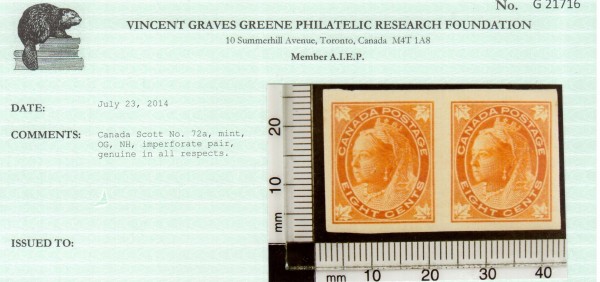 No. G 21716
VINCENT GRAVES GREENE PHILATELIC RESEARCH FOUNDATION
10 Summerhill Avenue, Toronto, Canada M4T 1A8
Member A.I.E.P.
DATE: July 23, 2014
COMMENTS: Canada Scott No. 72a, mint,
OG, NH, imperforate pair,
genuine in all respects.
ISSUED TO:
CANADA POSTAGE CANADA POSTAGE
EIGHT CENTS EIGHT CENTS
20
10
mm
mm 10 20 30 40